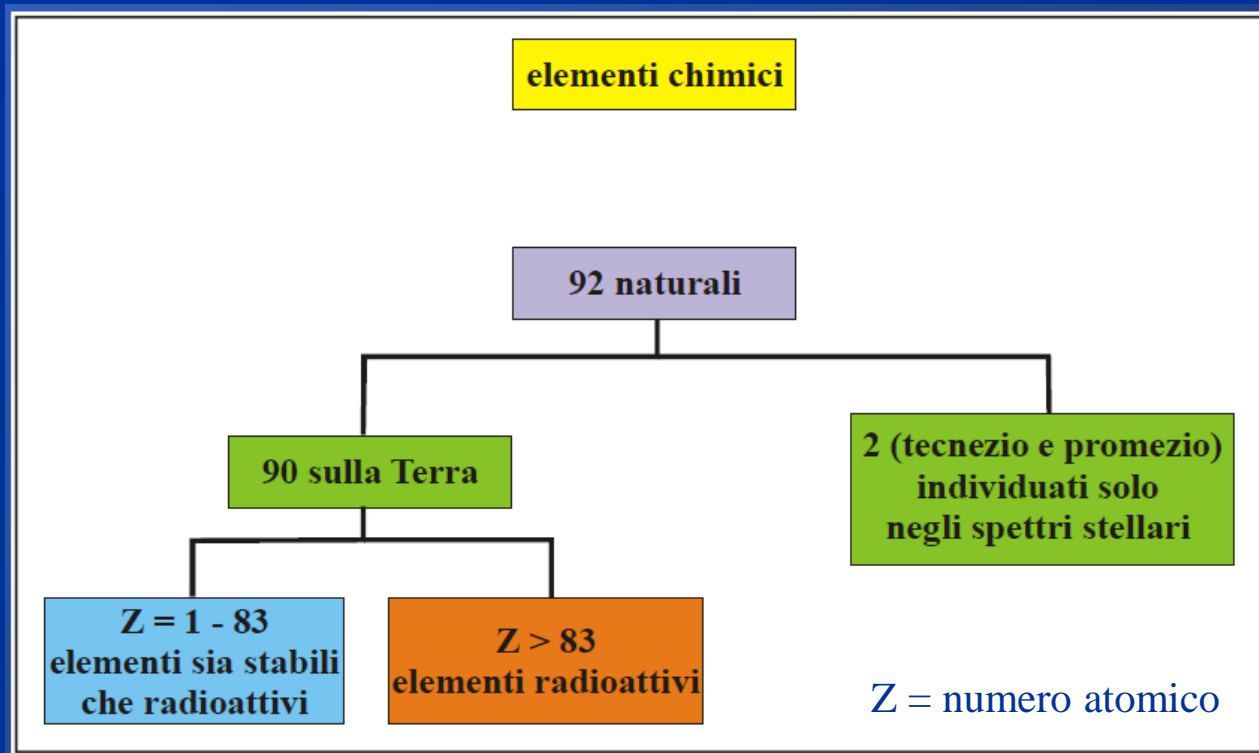 elementi chimici
92 naturali
90 sulla Terra
2 (tecnezio e promezio)
individuati solo
negli spettri stellari
Z = 1 - 83
elementi sia stabili
che radioattivi
Z > 83
elementi radioattivi
Z = numero atomico